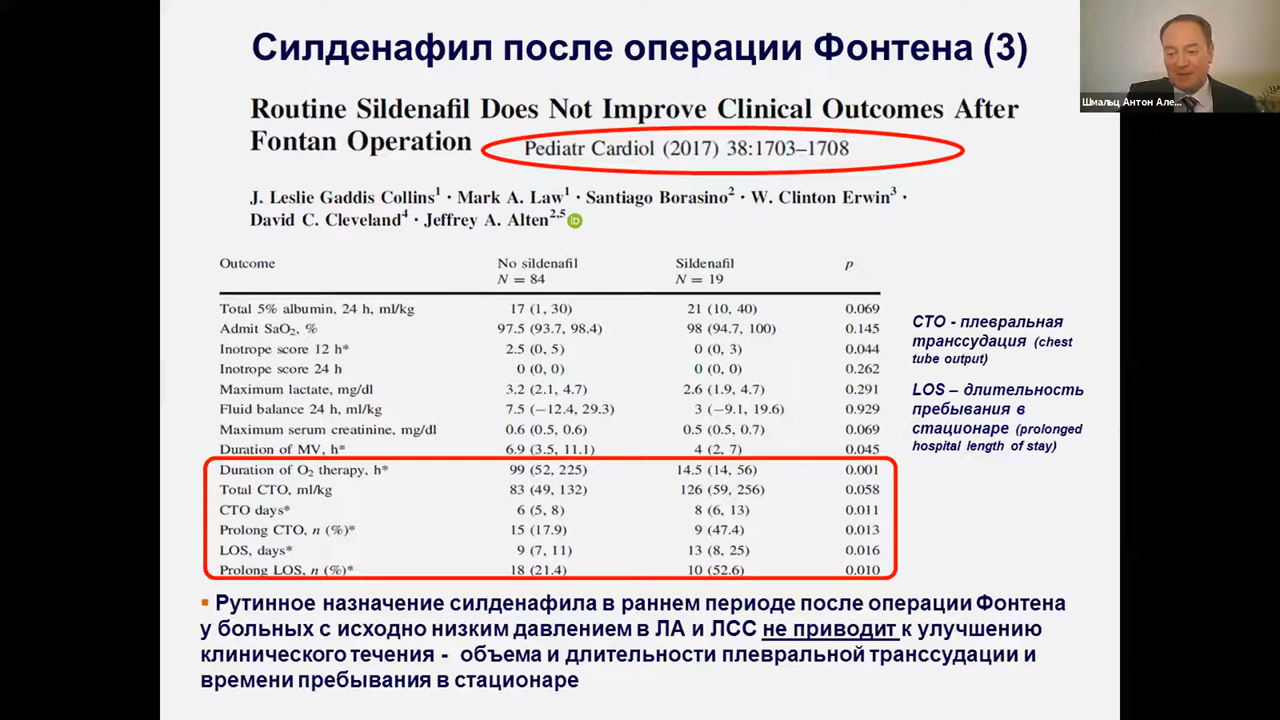 Силденафил после операции Фонтена (3)
Шмальц Антон Але...
Routine Sildenafil Does Not Improve Clinical Outcomes After
Fontan Operation
Pediatr Cardiol (2017) 38:1703–1708
J. Leslie Gaddis Collins1 · Mark A. Law1 · Santiago Borasino2 · W. Clinton Erwin3 ·
David C. Cleveland4 · Jeffrey A. Alten2,5 iD
Outcome No sildenafil Sildenafil p
N = 84 N = 19
Total 5% albumin, 24 h, ml/kg 17 (1, 30) 21 (10, 40) 0.069
Admit SaO2, % 97.5 (93.7, 98.4) 98 (94.7, 100) 0.145
Inotrope score 12 h* 2.5 (0, 5) 0 (0, 3) 0.044
Inotrope score 24 h 0 (0, 0) 0 (0, 0) 0.262
Maximum lactate, mg/dl 3.2 (2.1, 4.7) 2.6 (1.9, 4.7) 0.291
Fluid balance 24 h, ml/kg 7.5 (−12.4, 29.3) 3 (−9.1, 19.6) 0.929
Maximum serum creatinine, mg/dl 0.6 (0.5, 0.6) 0.5 (0.5, 0.7) 0.069
Duration of MV, h* 6.9 (3.5, 11.1) 4 (2, 7) 0.045
Duration of O2 therapy, h* 99 (52, 225) 14.5 (14, 56) 0.001
Total CTO, ml/kg 83 (49, 132) 126 (59, 256) 0.058
CTO days* 6 (5, 8) 8 (6, 13) 0.011
Prolong CTO, n (%)* 15 (17.9) 9 (47.4) 0.013
LOS, days* 9 (7, 11) 13 (8, 25) 0.016
Prolong LOS, n (%)* 18 (21.4) 10 (52.6) 0.010
СТО - плевральная
транссудация (chest
tube output)
LOS – длительность
пребывания в
стационаре (prolonged
hospital length of stay)
▪ Рутинное назначение силденафила в раннем периоде после операции Фонтена
у больных с исходно низким давлением в ЛА и ЛСС не приводит к улучшению
клинического течения - объема и длительности плевральной транссудации и
времени пребывания в стационаре